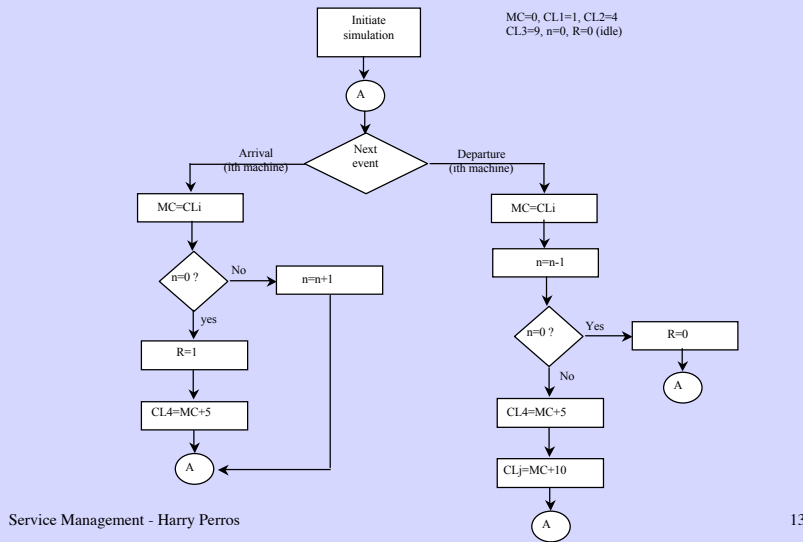 Initiate
simulation
MC=0, CL1=1, CL2=4
CL3=9, n=0, R=0 (idle)
A
Next
event
Arrival
(ith machine)
Departure
(ith machine)
MC=CLi
n=0 ?
No
n=n+1
yes
R=1
CL4=MC+5
A
MC=CLi
n=n-1
n=0 ?
Yes
R=0
A
No
CL4=MC+5
CLj=MC+10
A
Service Management - Harry Perros
13